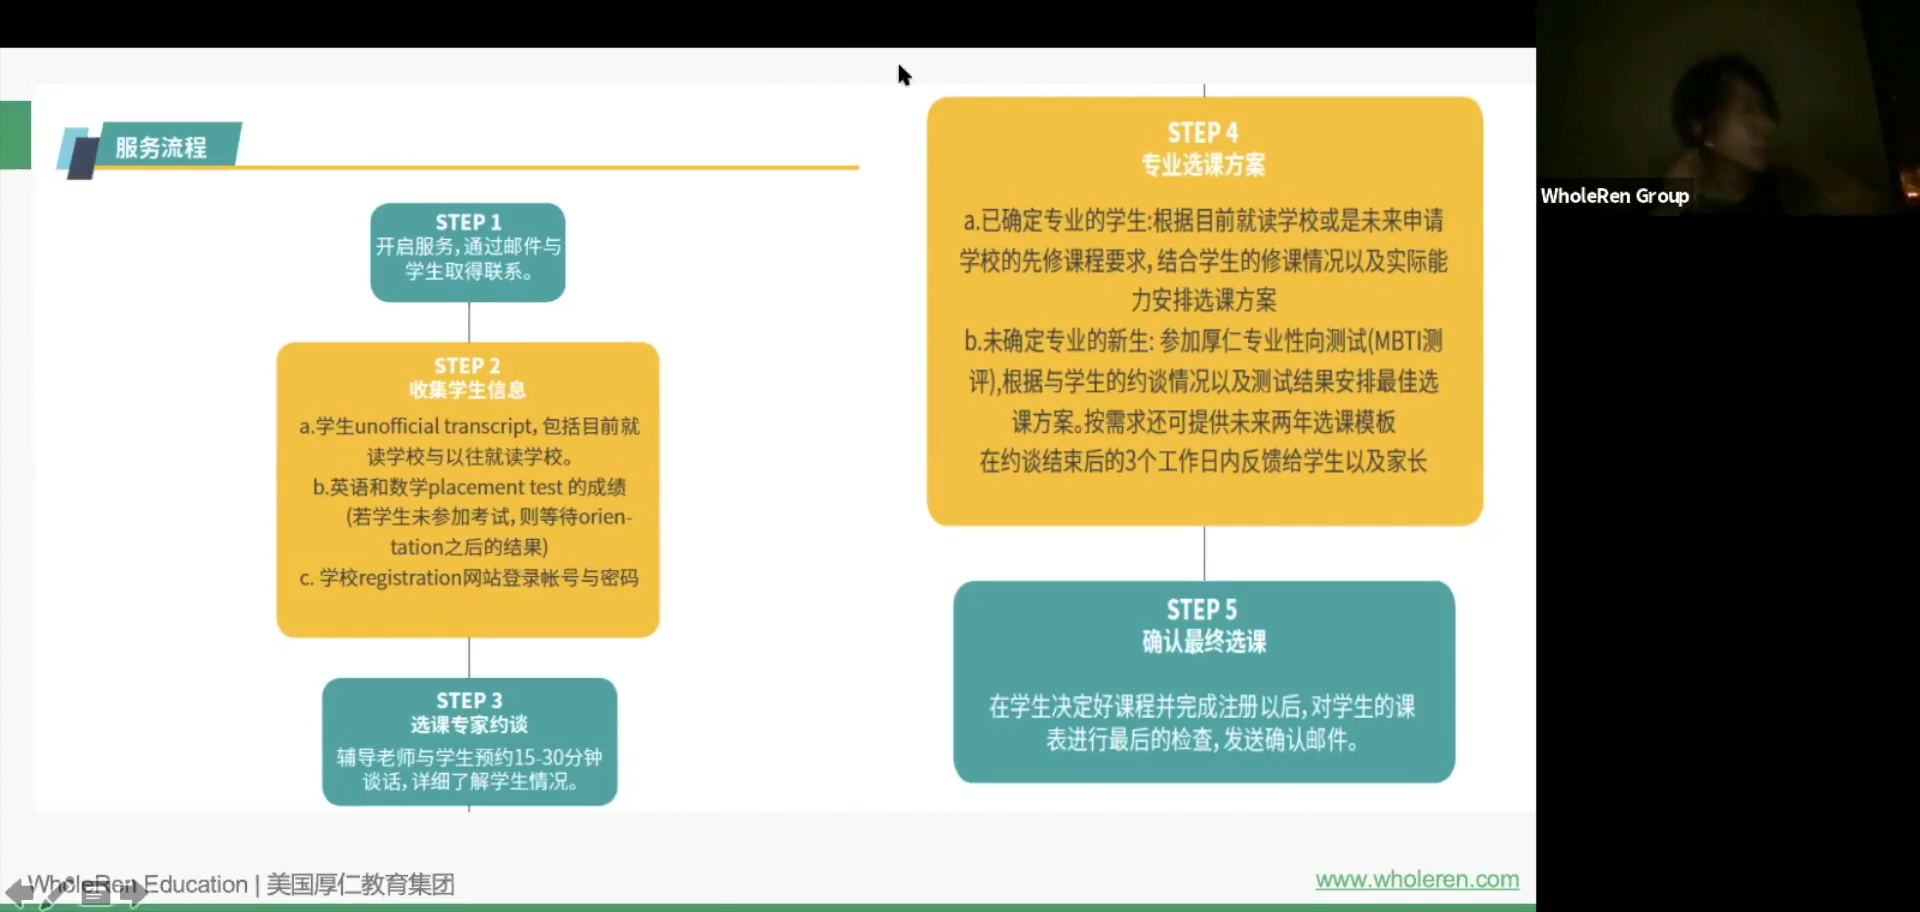 服务流程
STEP 1
开启服务,通过邮件与
学生取得联系。
STEP 2
收集学生信息
a.学生unofficial transcript, 包括目前就
读学校与以往就读学校。
b.英语和数学placement test 的成绩
(若学生未参加考试, 则等待orien-
tation之后的结果)
c. 学校registration网站登录帐号与密码
STEP 3
选课专家约谈
辅导老师与学生预约15-30分钟
谈话, 详细了解学生情况。
STEP 4
专业选课方案
a.已确定专业的学生:根据目前就读学校或是未来申请
学校的先修课程要求, 结合学生的修课情况以及实际能
力安排选课方案
b.未确定专业的新生: 参加厚仁专业性向测试(MBTI测
评),根据与学生的约谈情况以及测试结果安排最佳选
课方案。按需求还可提供未来两年选课模板
在约谈结束后的3个工作日内反馈给学生以及家长
STEP 5
确认最终选课
在学生决定好课程并完成注册以后, 对学生的课
表进行最后的检查, 发送确认邮件。
WholeRen Group
WholeRen Education | 美国厚仁教育集团
www.wholeren.com